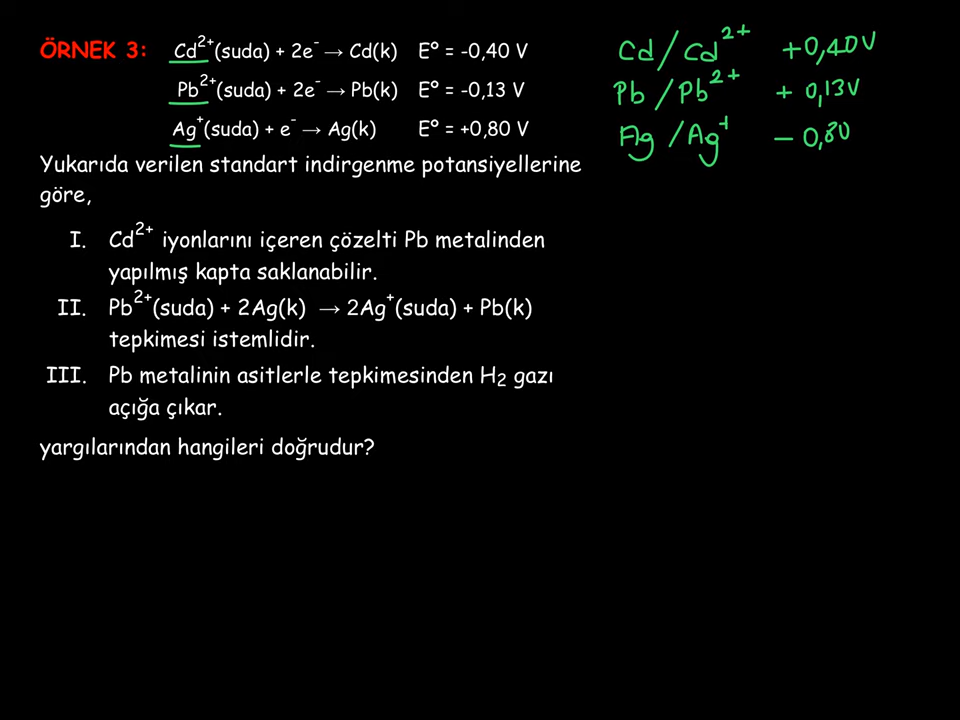 ÖRNEK 3: Cd²⁺(suda) + 2e⁻ → Cd(k) Eº = -0,40 V
Pb²⁺(suda) + 2e⁻ → Pb(k) Eº = -0,13 V
Ag⁺(suda) + e⁻ → Ag(k) Eº = +0,80 V
Yukarıda verilen standart indirgenme potansiyellerine
göre,
I. Cd²⁺ iyonlarını içeren çözelti Pb metalinden
yapılmış kapta saklanabilir.
II. Pb²⁺(suda) + 2Ag(k) → 2Ag⁺(suda) + Pb(k)
tepkimesi istemlidir.
III. Pb metalinin asitlerle tepkimesinden H₂ gazı
açığa çıkar.
yargılarından hangileri doğrudur?
Cd / Cd²⁺ +0,40V
Pb / Pb²⁺ + 0,13V
Ag / Ag⁺ - 0,80